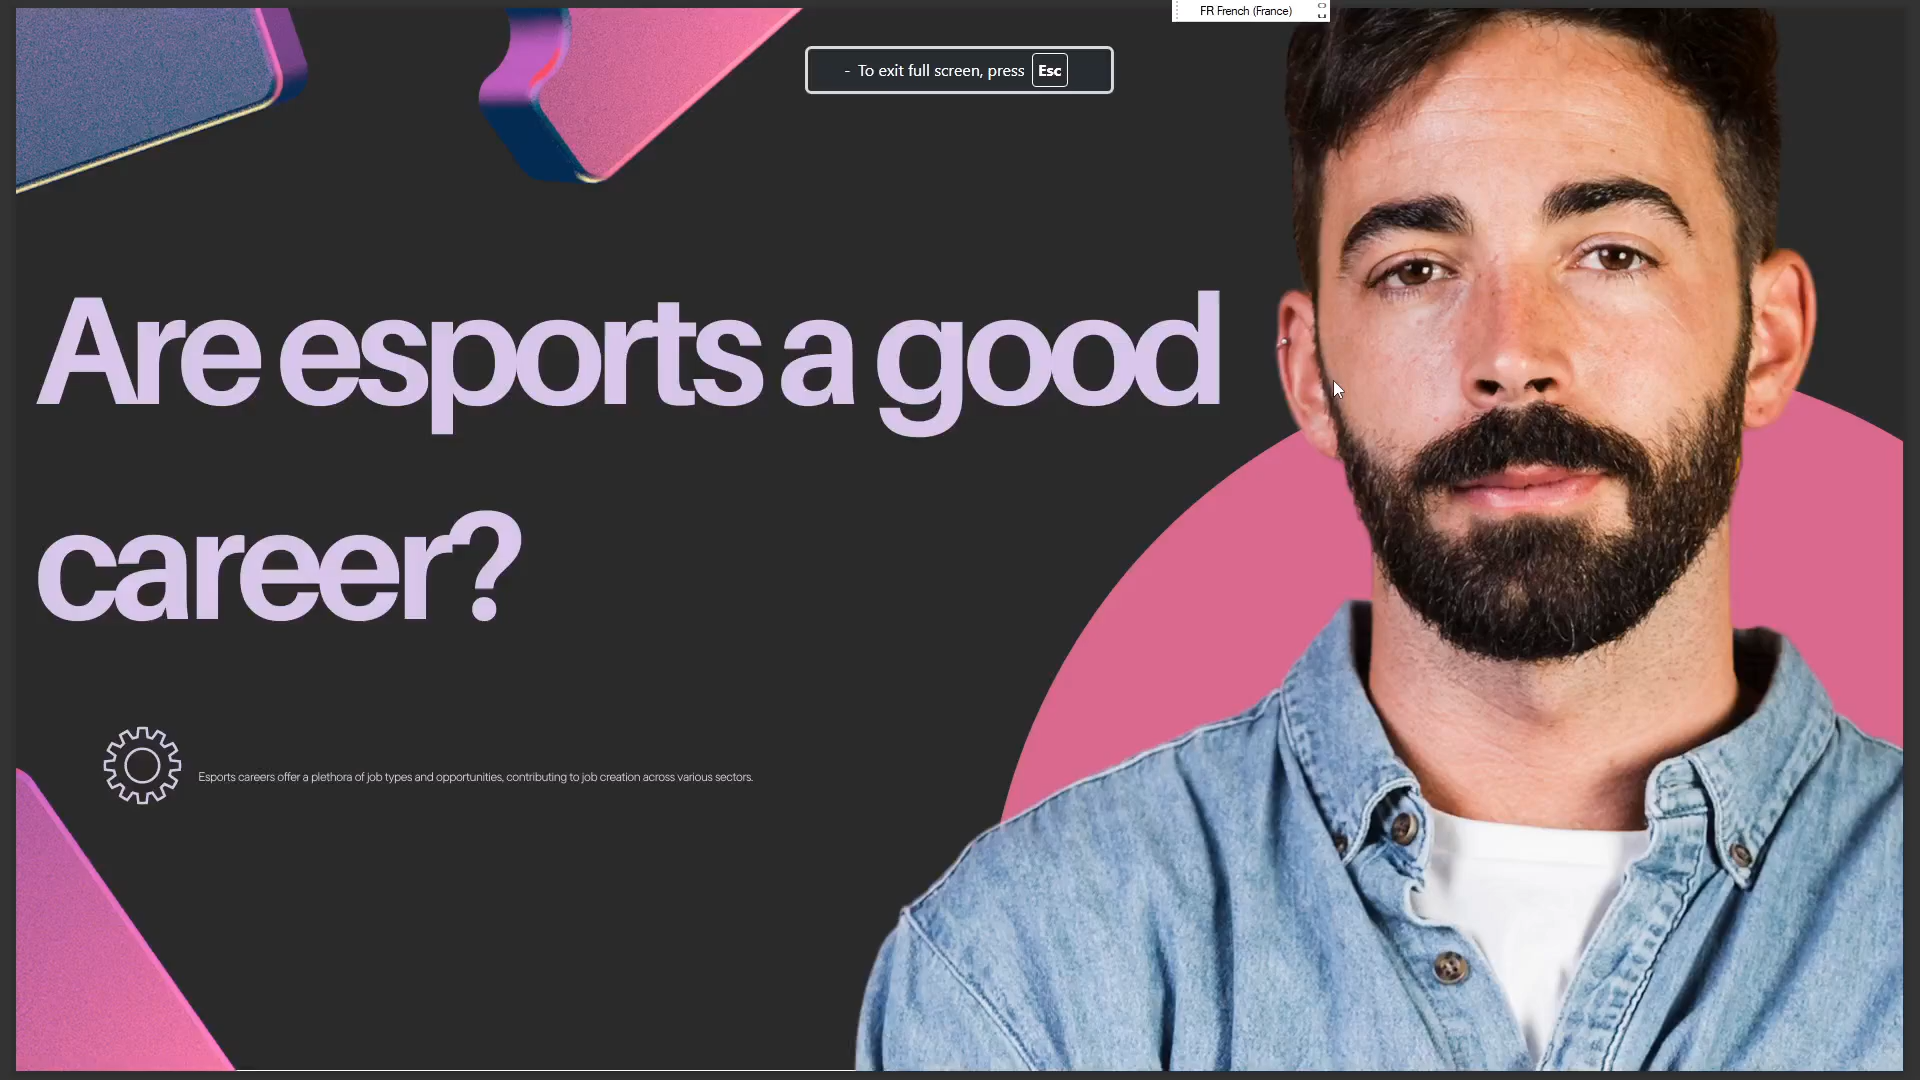 FR French (France)
- To exit full screen, press Esc
Are esports a good
career?
Esports careers offer a plethora of job types and opportunities, contributing to job creation across various sectors.